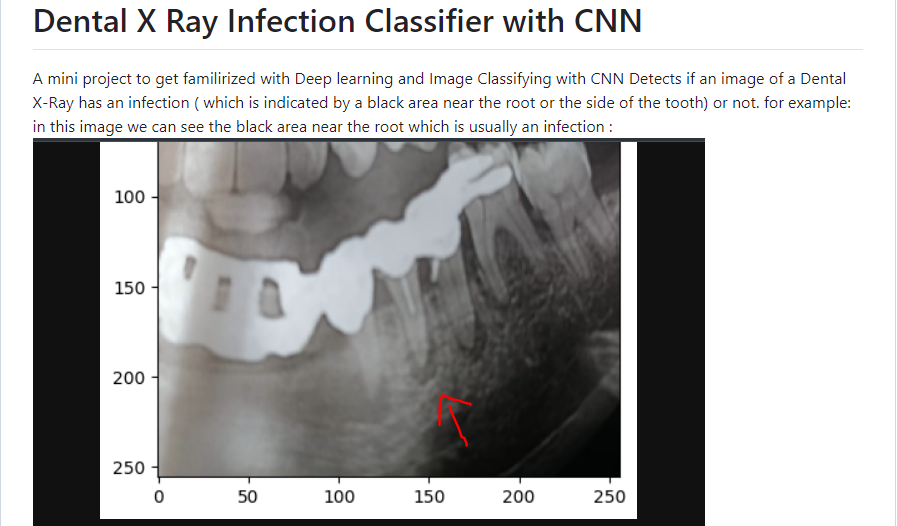 Dental X Ray Infection Classifier with CNN
A mini project to get familirized with Deep learning and Image Classifying with CNN Detects if an image of a Dental
X-Ray has an infection ( which is indicated by a black area near the root or the side of the tooth) or not. for example:
in this image we can see the black area near the root which is usually an infection :
100
150
200
250
0 50 100 150 200 250